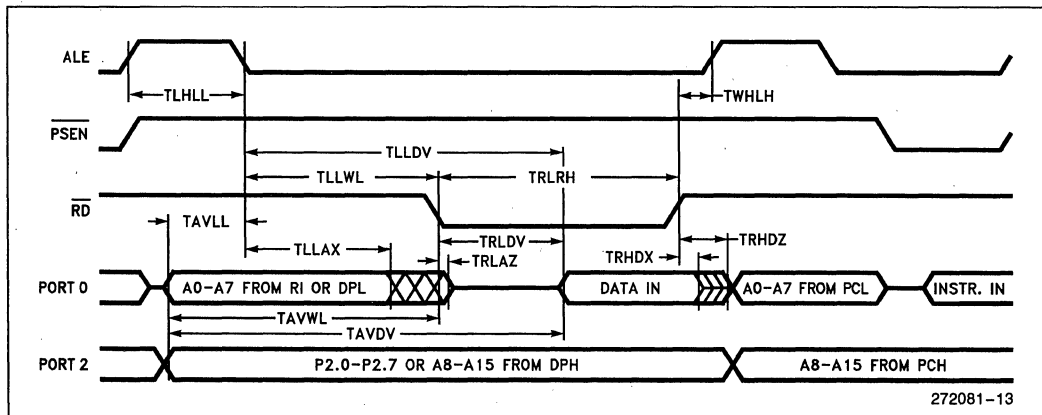 ALE
TLHLL
TWHLH
PSEN
TLLDV
TLLWL
TRLRH
RD
TAVLL
TLLAX
TRLDV
TRLAZ
TRHDX
TRHDZ
PORT 0
A0-A7 FROM RI OR DPL
DATA IN
A0-A7 FROM PCL
INSTR. IN
TAVWL
TAVDV
PORT 2
P2.0-P2.7 OR A8-A15 FROM DPH
A8-A15 FROM PCH
272081-13